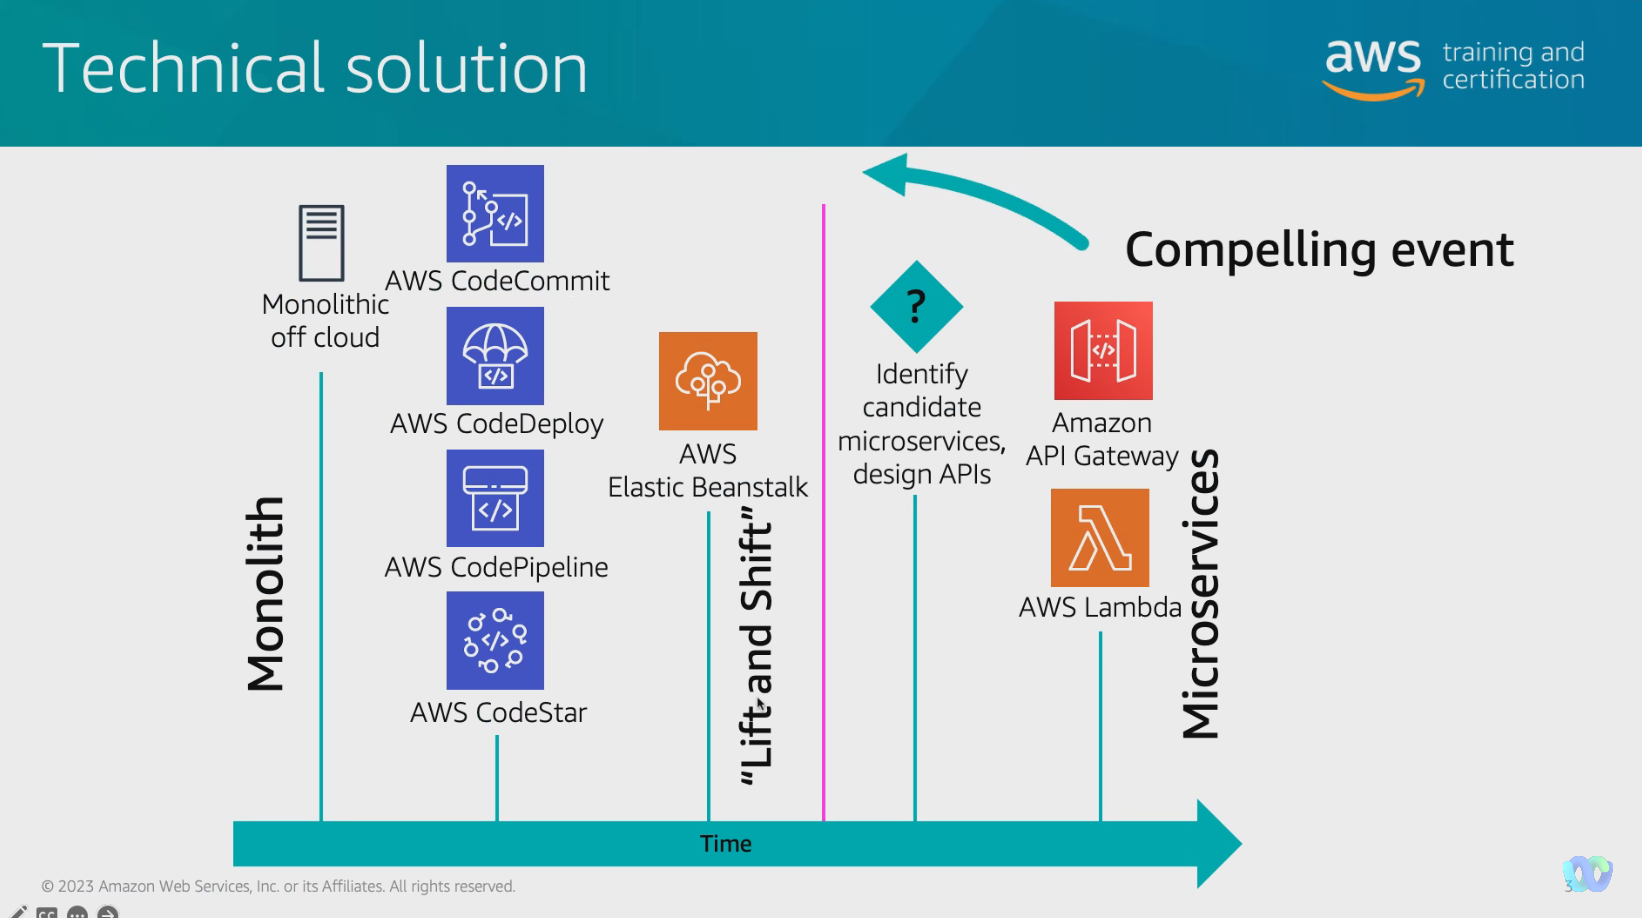 Technical solution
aws
training and
certification
Compelling event
Monolithic
off cloud
AWS CodeCommit
</>
AWS CodeDeploy
</>
AWS CodePipeline
</>
AWS CodeStar
</>
AWS
Elastic Beanstalk
?
Identify
candidate
microservices,
design APIs
</>
Amazon
API Gateway
AWS Lambda
Monolith
"Lift and Shift"
Microservices
Time
© 2023 Amazon Web Services, Inc. or its Affiliates. All rights reserved.
3
CC